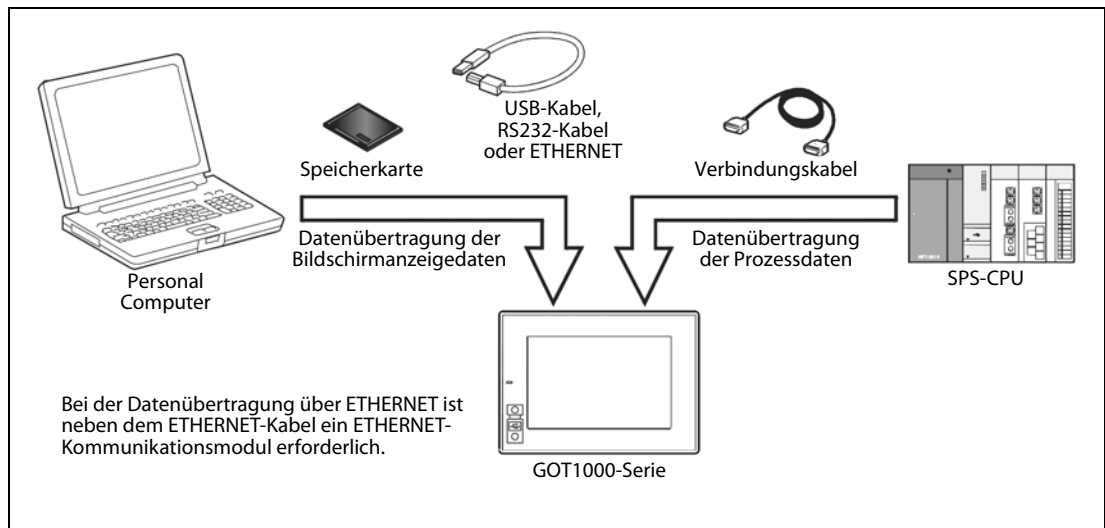 USB-Kabel,
RS232-Kabel
oder ETHERNET
Speicherkarte
Verbindungskabel
Datenübertragung der
Bildschirmanzeigedaten
Datenübertragung
der Prozessdaten
Personal
Computer
SPS-CPU
Bei der Datenübertragung über ETHERNET ist
neben dem ETHERNET-Kabel ein ETHERNET-
Kommunikationsmodul erforderlich.
GOT1000-Serie